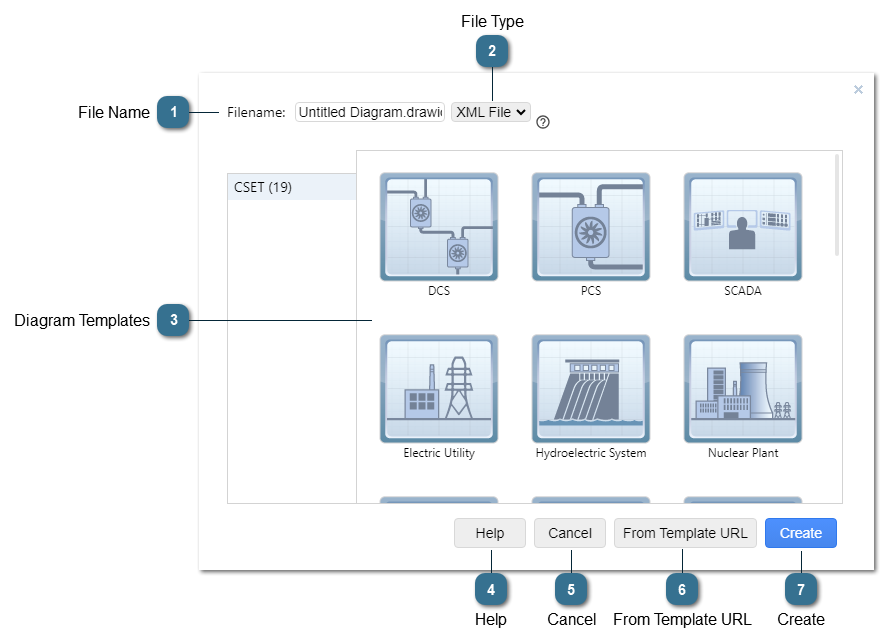 File Type
2
×
File Name 1 Filename: Untitled Diagram.drawi XML File ?
CSET (19)
DCS PCS SCADA
Diagram Templates 3
Electric Utility Hydroelectric System Nuclear Plant
Help Cancel From Template URL Create
4 5 6 7
Help Cancel From Template URL Create